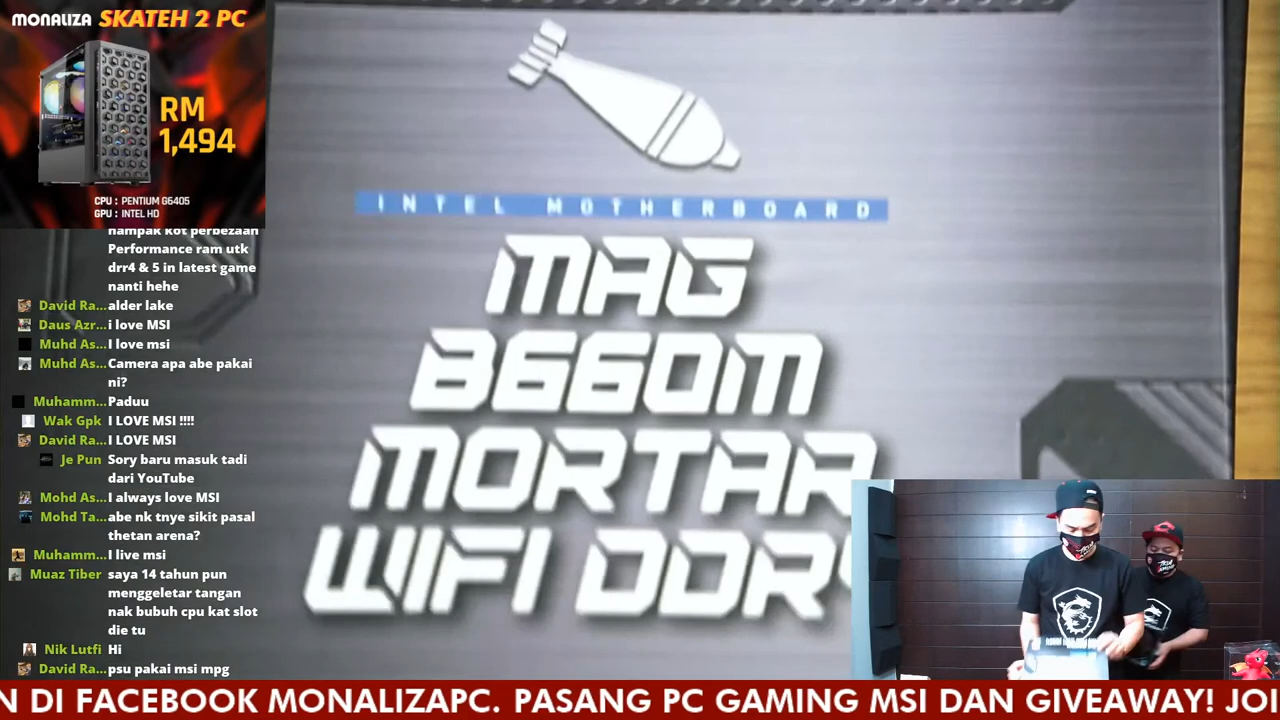 MONALIZA SKATEH 2 PC
RM
1,494
CPU : PENTIUM G6405
GPU : INTEL HD
nampak kot perbezaan
Performance ram utk
drr4 & 5 in latest game
nanti hehe
David Ra... alder lake
Daus Azr... i love MSI
Muhd As... I love msi
Muhd As... Camera apa abe pakai
ni?
Muhamm... Paduu
Wak Gpk I LOVE MSI !!!!
David Ra... I LOVE MSI
Je Pun Sory baru masuk tadi
dari YouTube
Mohd As... I always love MSI
Mohd Ta... abe nk tnye sikit pasal
thetan arena?
Muhamm... I live msi
Muaz Tiber saya 14 tahun pun
menggeletar tangan
nak bubuh cpu kat slot
die tu
Nik Lutfi Hi
David Ra... psu pakai msi mpg
INTEL MOTHERBOARD
MAG
B660M
MORTAR
WIFI DDR
N DI FACEBOOK MONALIZAPC. PASANG PC GAMING MSI DAN GIVEAWAY! JOI